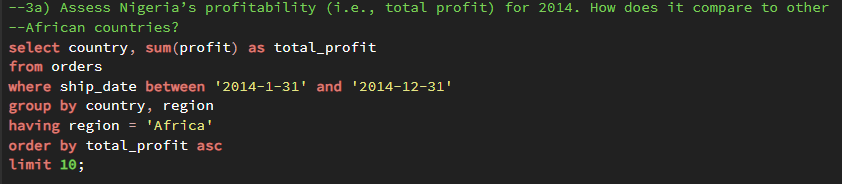 --3a) Assess Nigeria’s profitability (i.e., total profit) for 2014. How does it compare to other
--African countries?
select country, sum(profit) as total_profit
from orders
where ship_date between '2014-1-31' and '2014-12-31'
group by country, region
having region = 'Africa'
order by total_profit asc
limit 10;